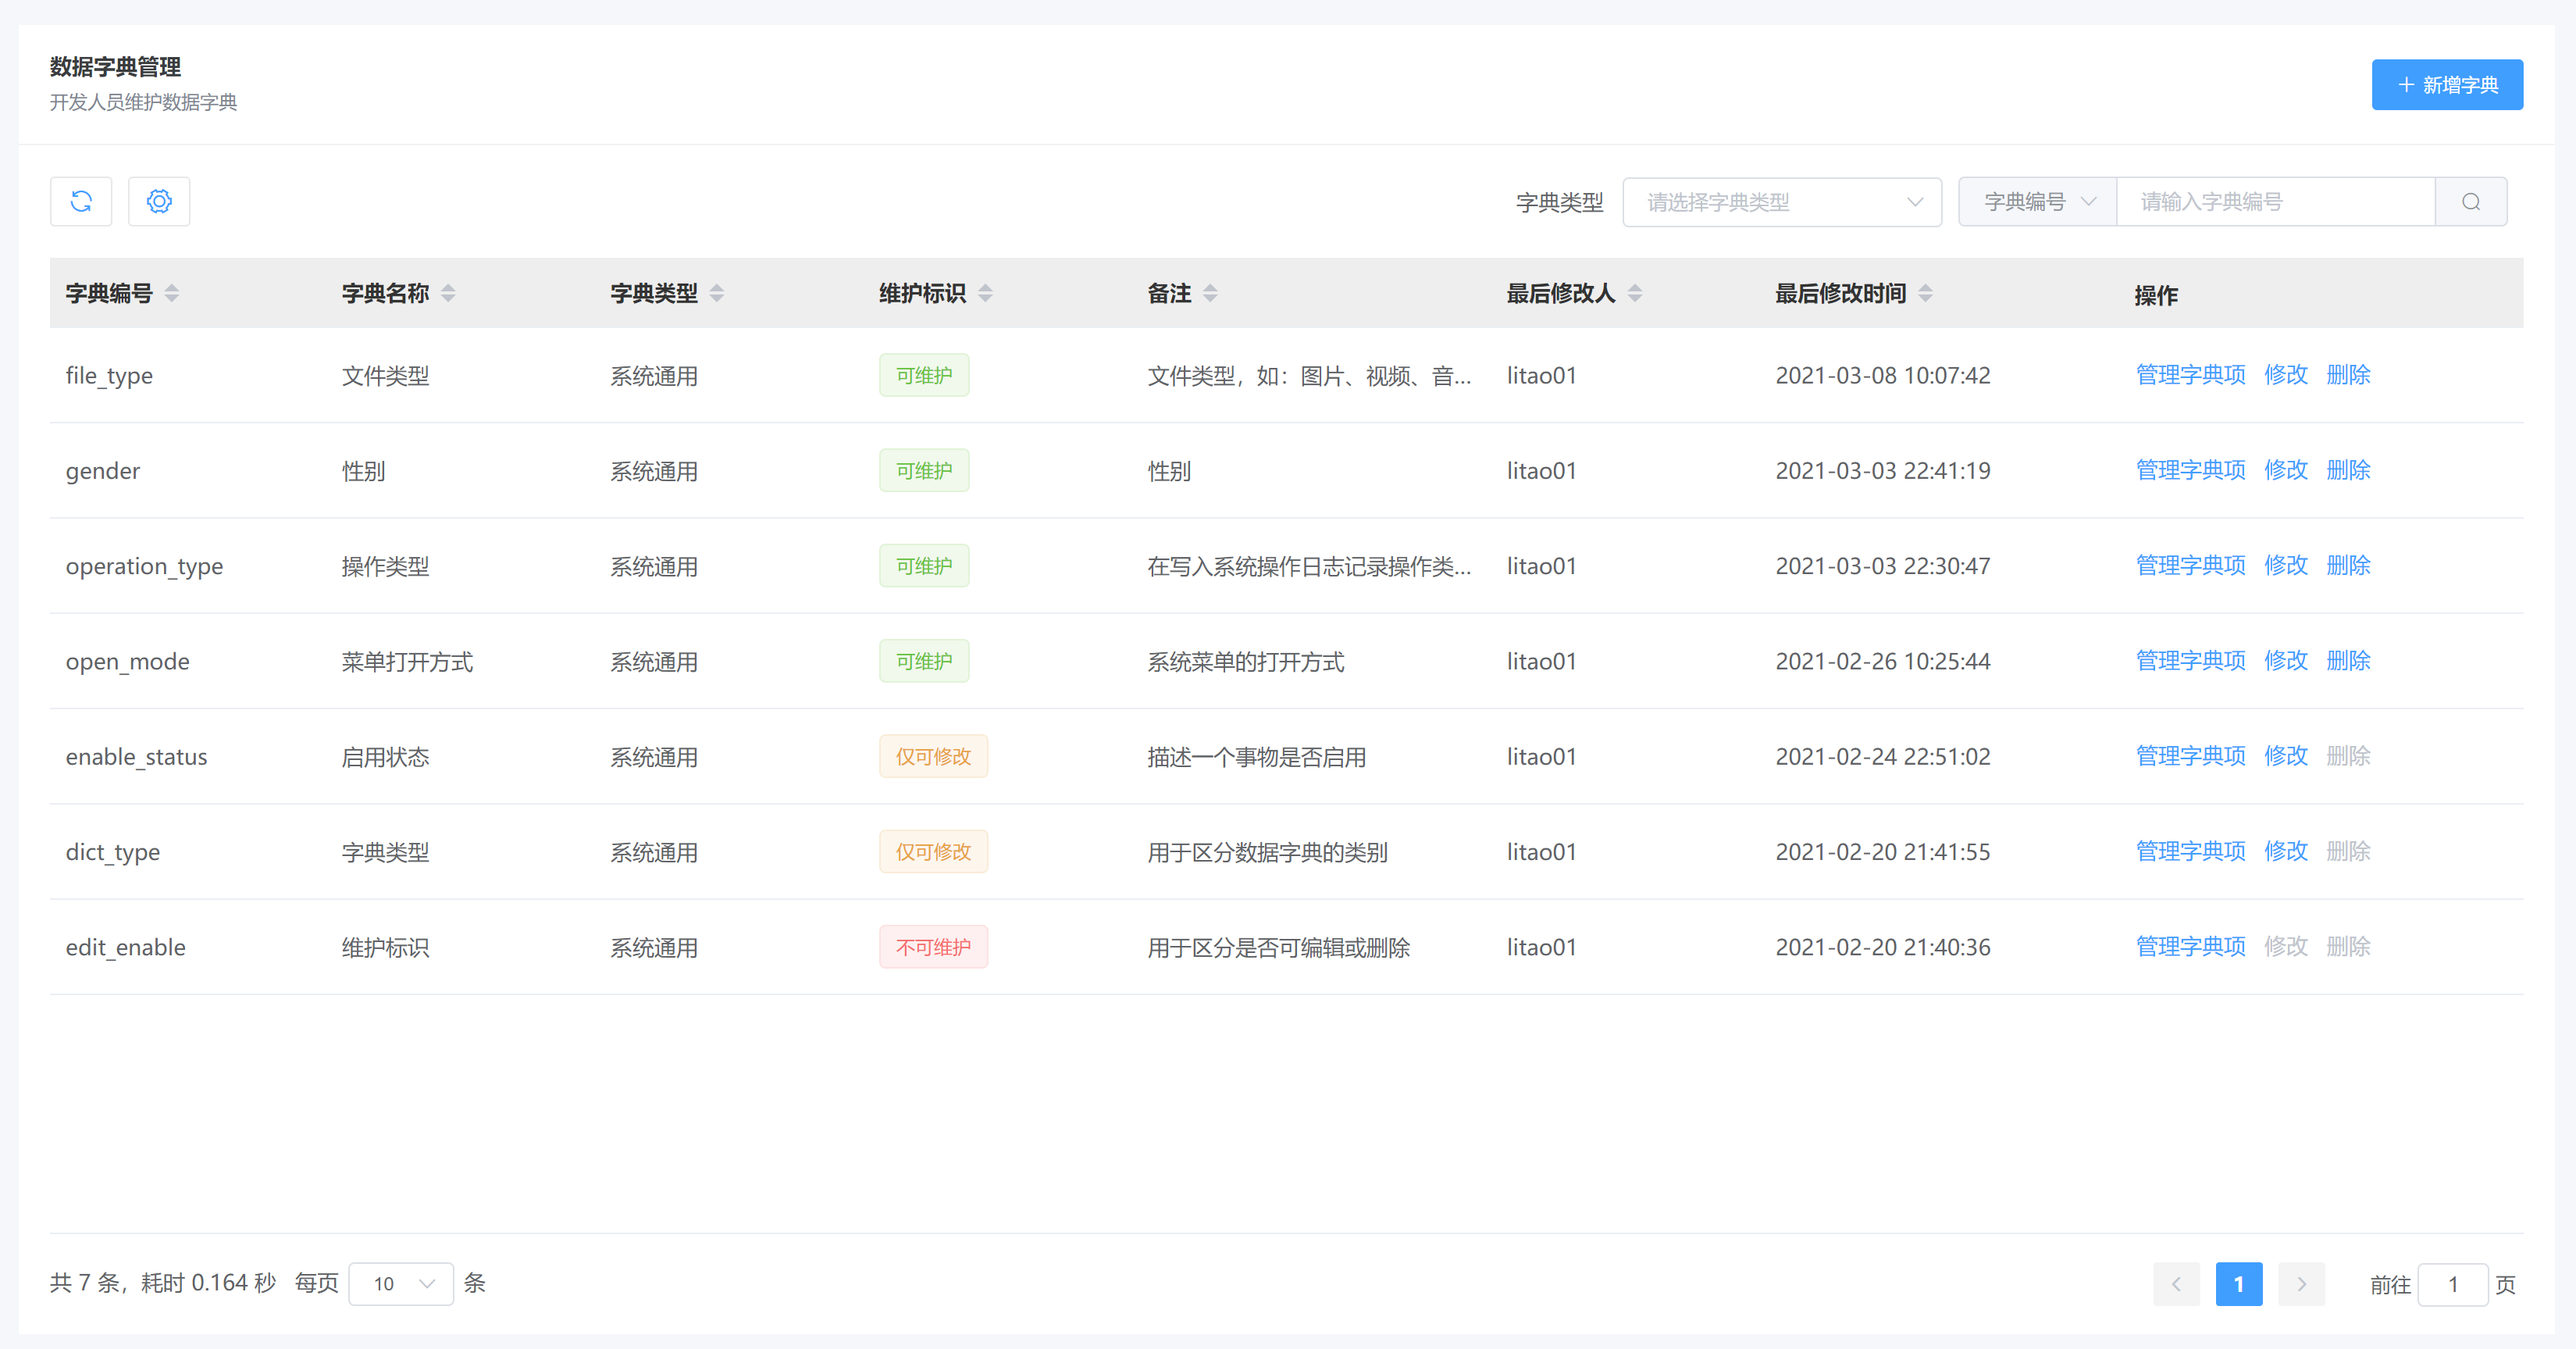 数据字典管理
开发人员维护数据字典
新增字典
字典类型 请选择字典类型 字典编号 请输入字典编号
字典编号 字典名称 字典类型 维护标识 备注 最后修改人 最后修改时间 操作
file_type 文件类型 系统通用 可维护 文件类型，如：图片、视频、音... litao01 2021-03-08 10:07:42 管理字典项 修改 删除
gender 性别 系统通用 可维护 性别 litao01 2021-03-03 22:41:19 管理字典项 修改 删除
operation_type 操作类型 系统通用 可维护 在写入系统操作日志记录操作类... litao01 2021-03-03 22:30:47 管理字典项 修改 删除
open_mode 菜单打开方式 系统通用 可维护 系统菜单的打开方式 litao01 2021-02-26 10:25:44 管理字典项 修改 删除
enable_status 启用状态 系统通用 仅可修改 描述一个事物是否启用 litao01 2021-02-24 22:51:02 管理字典项 修改 删除
dict_type 字典类型 系统通用 仅可修改 用于区分数据字典的类别 litao01 2021-02-20 21:41:55 管理字典项 修改 删除
edit_enable 维护标识 系统通用 不可维护 用于区分是否可编辑或删除 litao01 2021-02-20 21:40:36 管理字典项 修改 删除
共 7 条，耗时 0.164 秒 每页 10 条 1 前往 1 页